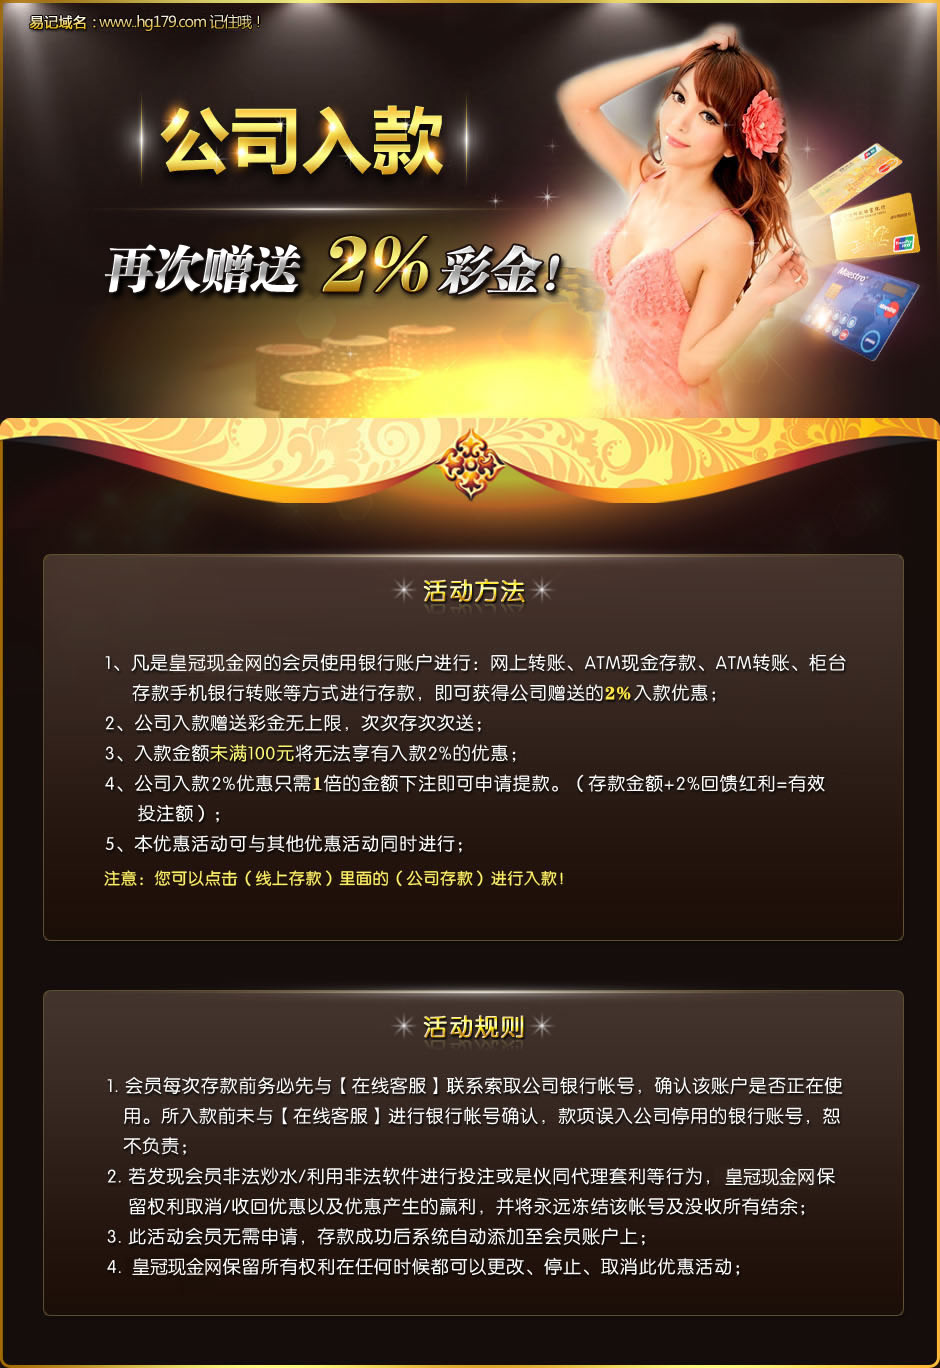 易记域名：www..hg179.com 记住哦！
公司入款
再次赠送 2% 彩金!
Maestro
活动方法
1、凡是皇冠现金网的会员使用银行账户进行：网上转账、ATM现金存款、ATM转账、柜台
存款手机银行转账等方式进行存款，即可获得公司赠送的2%入款优惠；
2、公司入款赠送彩金无上限，次次存次次送；
3、入款金额未满100元将无法享有入款2%的优惠；
4、公司入款2%优惠只需1倍的金额下注即可申请提款。（存款金额+2%回馈红利=有效
投注额）；
5、本优惠活动可与其他优惠活动同时进行；
注意：您可以点击（线上存款）里面的（公司存款）进行入款！
活动规则
1. 会员每次存款前务必先与【在线客服】联系索取公司银行帐号，确认该账户是否正在使
用。所入款前未与【在线客服】进行银行帐号确认，款项误入公司停用的银行账号，恕
不负责；
2. 若发现会员非法炒水/利用非法软件进行投注或是伙同代理套利等行为，皇冠现金网保
留权利取消/收回优惠以及优惠产生的赢利，并将永远冻结该帐号及没收所有结余；
3. 此活动会员无需申请，存款成功后系统自动添加至会员账户上；
4. 皇冠现金网保留所有权利在任何时候都可以更改、停止、取消此优惠活动；